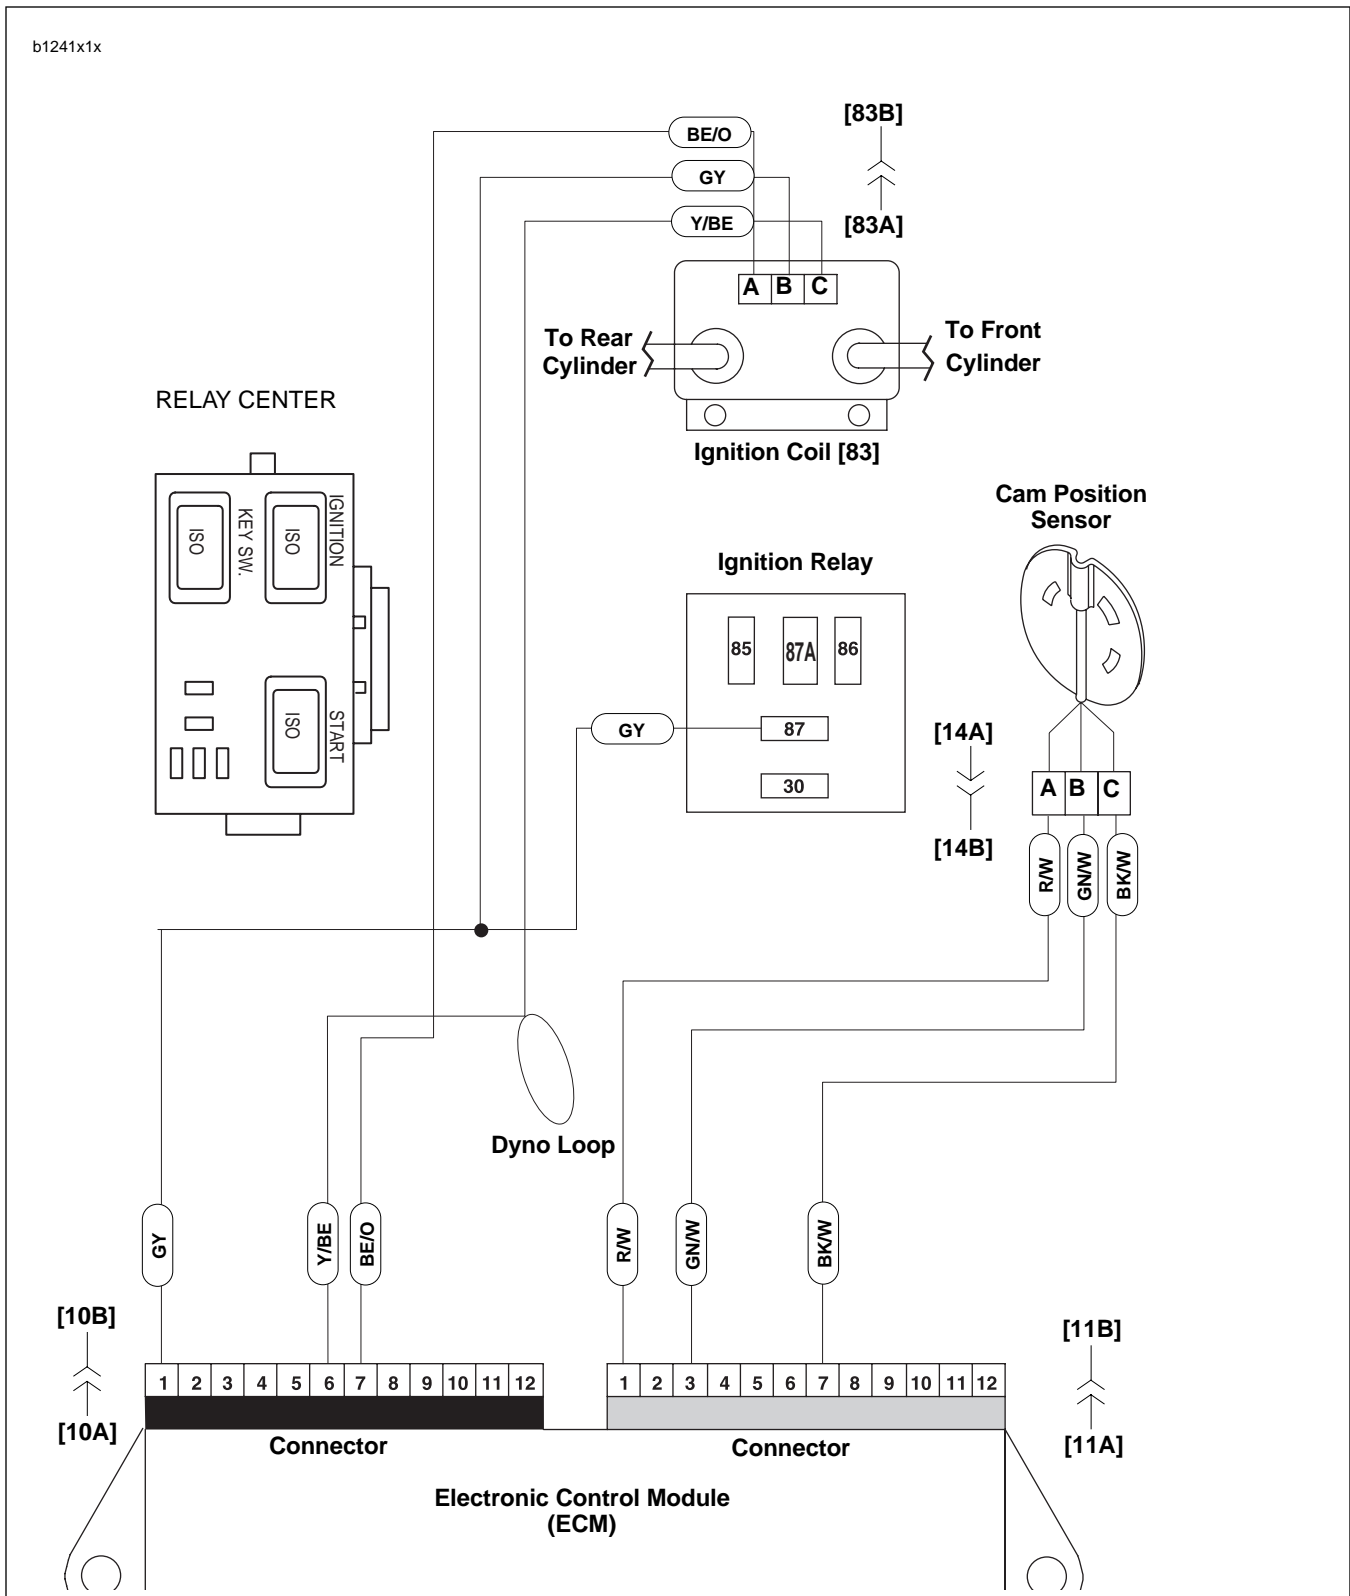 b1241x1x
[83B]
BE/O
GY
Y/BE
[83A]
A B C
To Rear
Cylinder
To Front
Cylinder
Ignition Coil [83]
RELAY CENTER
ISO
KEY SW.
ISO
IGNITION
ISO
START
Ignition Relay
85
87A
86
87
30
GY
Cam Position
Sensor
[14A]
[14B]
A B C
R/W
GN/W
BK/W
Dyno Loop
GY
Y/BE
BE/O
R/W
GN/W
BK/W
[10B]
[10A]
1 2 3 4 5 6 7 8 9 10 11 12
Connector
1 2 3 4 5 6 7 8 9 10 11 12
Connector
[11B]
[11A]
Electronic Control Module
(ECM)